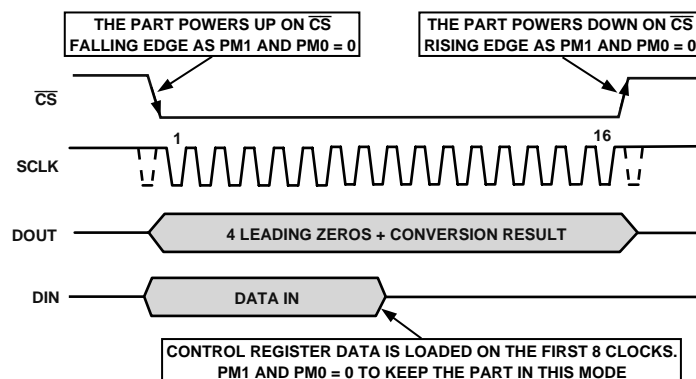 THE PART POWERS UP ON CS
FALLING EDGE AS PM1 AND PM0 = 0
THE PART POWERS DOWN ON CS
RISING EDGE AS PM1 AND PM0 = 0
CS
1
16
SCLK
DOUT
4 LEADING ZEROS + CONVERSION RESULT
DIN
DATA IN
CONTROL REGISTER DATA IS LOADED ON THE FIRST 8 CLOCKS.
PM1 AND PM0 = 0 TO KEEP THE PART IN THIS MODE